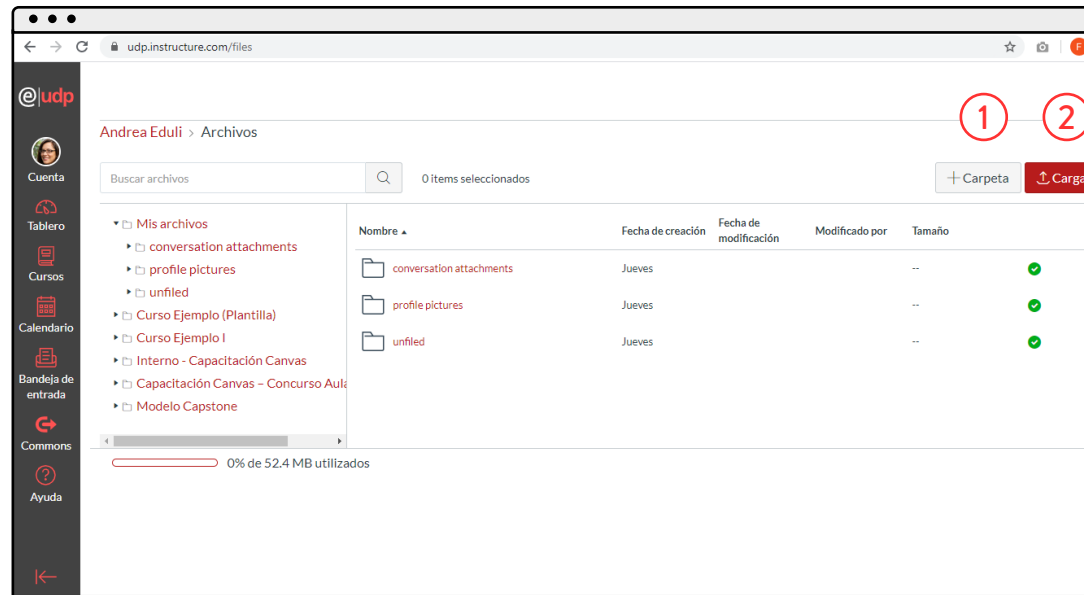 udp.instructure.com/files
F
@|udp
1
2
Andrea Eduli > Archivos
Cuenta
Buscar archivos
0 items seleccionados
+ Carpeta
Carga
Tablero
Mis archivos
conversation attachments
profile pictures
unfiled
Curso Ejemplo (Plantilla)
Curso Ejemplo I
Interno - Capacitación Canvas
Capacitación Canvas – Concurso Aula
Modelo Capstone
Nombre
Fecha de creación
Fecha de
modificación
Modificado por
Tamaño
conversation attachments
Jueves
--
profile pictures
Jueves
--
unfiled
Jueves
--
Cursos
Calendario
Bandeja de
entrada
Commons
0% de 52.4 MB utilizados
Ayuda